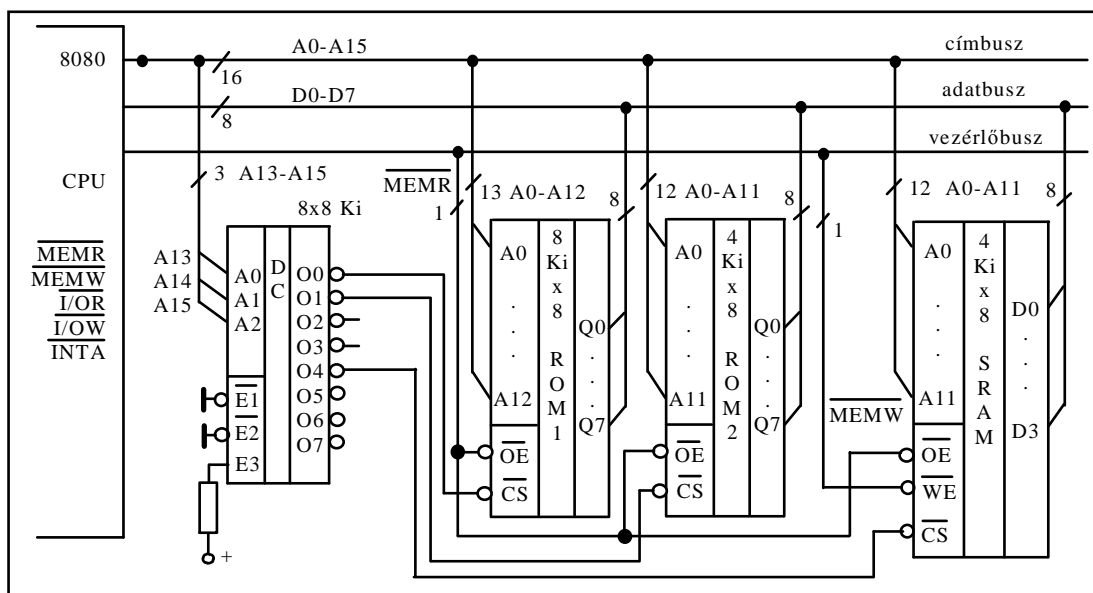 8080
A0-A15
címbusz
16
D0-D7
adatbusz
8
vezérlőbusz
CPU
3 A13-A15
MEMR
1
13 A0-A12
8
12 A0-A11
8
1
12 A0-A11
8
8x8 Ki
MEMR
MEMW
I/OR
I/OW
INTA
A13
A14
A15
A0
A1
A2
E1
E2
E3
+
DC
O0
O1
O2
O3
O4
O5
O6
O7
A0
.
.
.
A12
OE
CS
8
Ki
x
8
ROM1
Q0
.
.
.
Q7
A0
.
.
.
A11
OE
CS
4
Ki
x
8
ROM2
Q0
.
.
.
Q7
MEMW
A0
.
.
.
A11
OE
WE
CS
4
Ki
x
8
SRAM
D0
.
.
.
D3